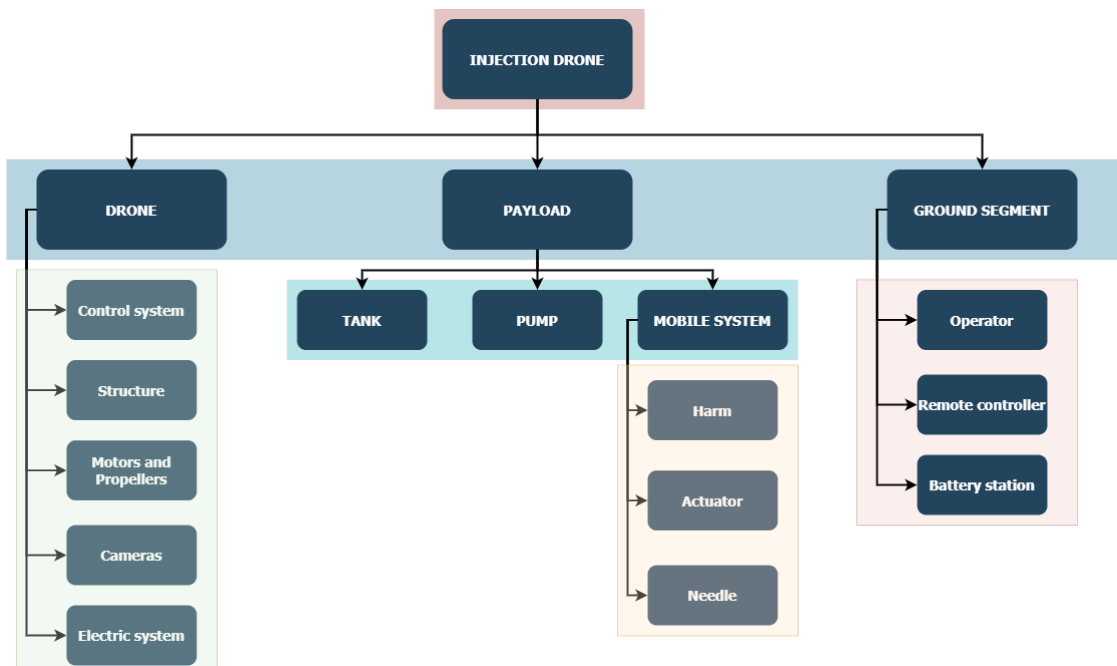 INJECTION DRONE
DRONE
PAYLOAD
GROUND SEGMENT
Control system
Structure
Motors and
Propellers
Cameras
Electric system
TANK
PUMP
MOBILE SYSTEM
Harm
Actuator
Needle
Operator
Remote controller
Battery station